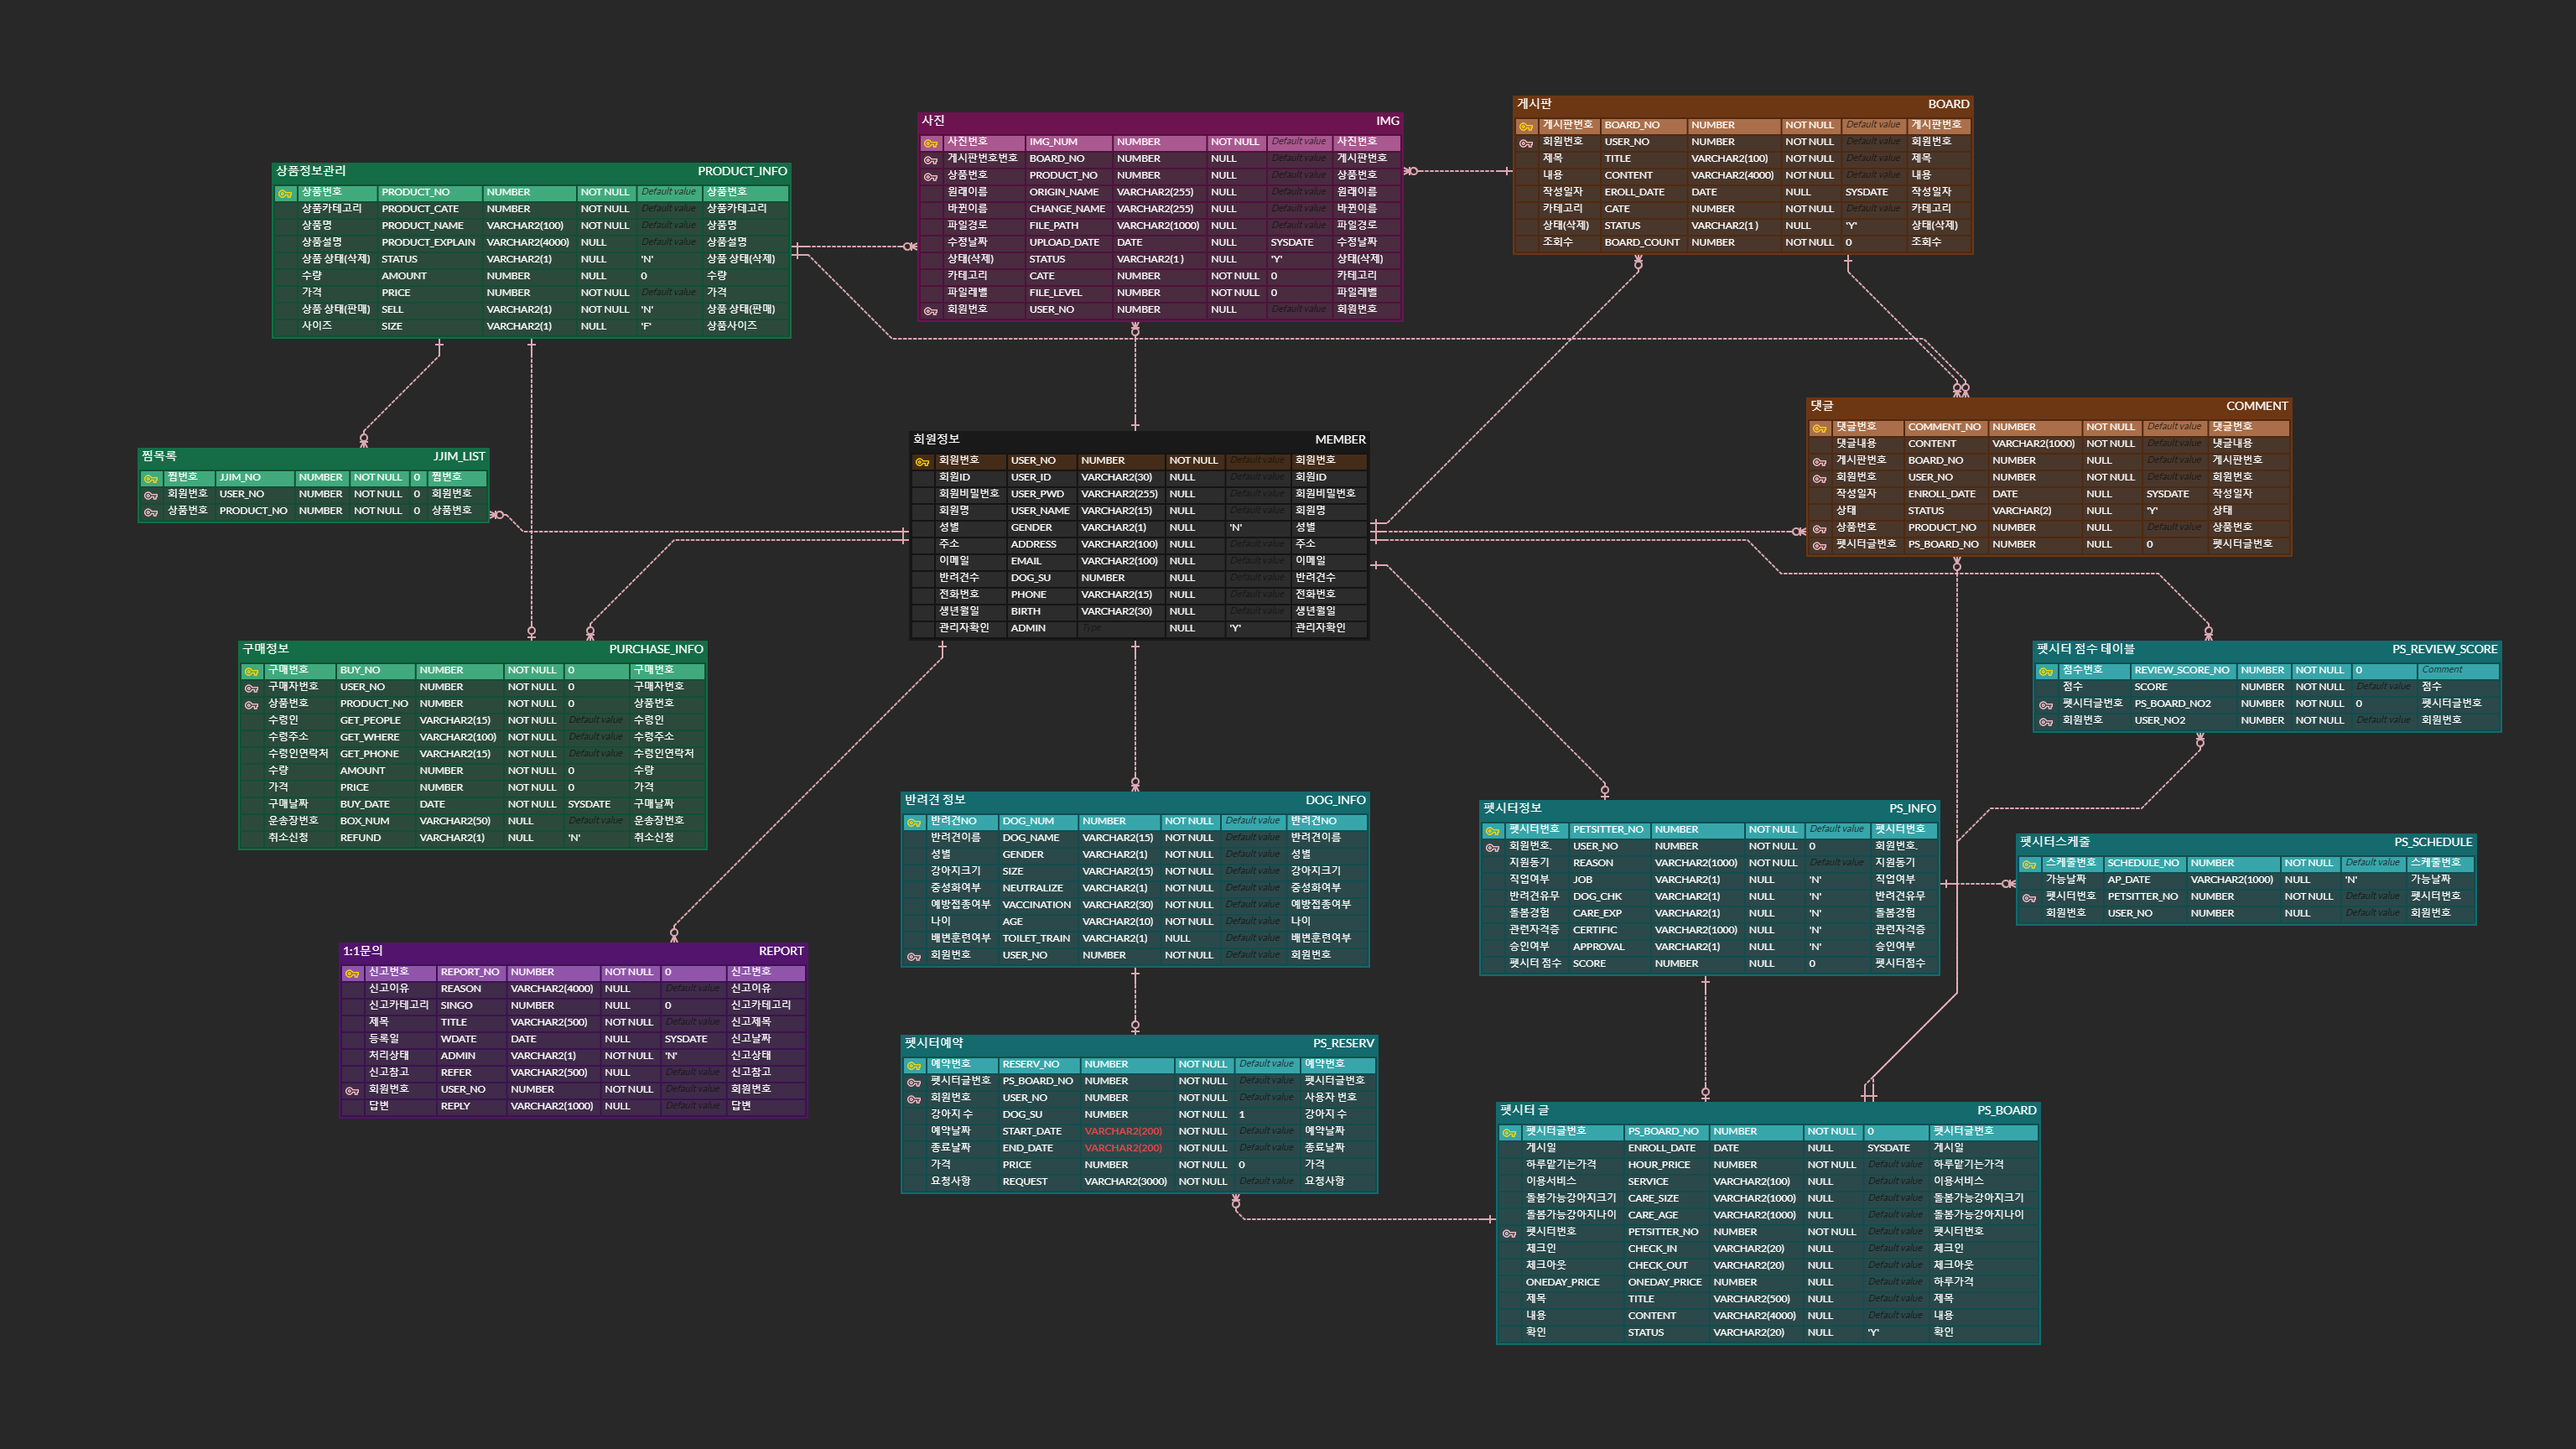 게시판 BOARD
게시판번호 BOARD_NO NUMBER NOT NULL Default value 게시판번호
회원번호 USER_NO NUMBER NOT NULL Default value 회원번호
제목 TITLE VARCHAR2(100) NOT NULL Default value 제목
내용 CONTENT VARCHAR2(4000) NOT NULL Default value 내용
작성일자 EROLL_DATE DATE NULL SYSDATE 작성일자
카테고리 CATE NUMBER NOT NULL Default value 카테고리
상태(삭제) STATUS VARCHAR2(1) NULL 'Y' 상태(삭제)
조회수 BOARD_COUNT NUMBER NOT NULL 0 조회수
사진 IMG
사진번호 IMG_NUM NUMBER NOT NULL Default value 사진번호
게시판번호번호 BOARD_NO NUMBER NULL Default value 게시판번호
상품번호 PRODUCT_NO NUMBER NULL Default value 상품번호
원래이름 ORIGIN_NAME VARCHAR2(255) NULL Default value 원래이름
바뀐이름 CHANGE_NAME VARCHAR2(255) NULL Default value 바뀐이름
파일경로 FILE_PATH VARCHAR2(1000) NULL Default value 파일경로
수정날짜 UPLOAD_DATE DATE NULL SYSDATE 수정날짜
상태(삭제) STATUS VARCHAR2(1) NULL 'Y' 상태(삭제)
카테고리 CATE NUMBER NOT NULL 0 카테고리
파일레벨 FILE_LEVEL NUMBER NOT NULL 0 파일레벨
회원번호 USER_NO NUMBER NULL Default value 회원번호
상품정보관리 PRODUCT_INFO
상품번호 PRODUCT_NO NUMBER NOT NULL Default value 상품번호
상품카테고리 PRODUCT_CATE NUMBER NOT NULL Default value 상품카테고리
상품명 PRODUCT_NAME VARCHAR2(100) NOT NULL Default value 상품명
상품설명 PRODUCT_EXPLAIN VARCHAR2(4000) NULL Default value 상품설명
상품 상태(삭제) STATUS VARCHAR2(1) NULL 'N' 상품 상태(삭제)
수량 AMOUNT NUMBER NULL 0 수량
가격 PRICE NUMBER NOT NULL Default value 가격
상품 상태(판매) SELL VARCHAR2(1) NOT NULL 'N' 상품 상태(판매)
사이즈 SIZE VARCHAR2(1) NULL 'F' 상품사이즈
댓글 COMMENT
댓글번호 COMMENT_NO NUMBER NOT NULL Default value 댓글번호
댓글내용 CONTENT VARCHAR2(1000) NOT NULL Default value 냇글내용
게시판번호 BOARD_NO NUMBER NULL Default value 게시판번호
회원번호 USER_NO NUMBER NOT NULL Default value 회원번호
작성일자 ENROLL_DATE DATE NULL SYSDATE 작성일자
상태 STATUS VARCHAR(2) NULL 'Y' 상태
상품번호 PRODUCT_NO NUMBER NULL Default value 상품번호
펫시터글번호 PS_BOARD_NO NUMBER NULL 0 펫시터글번호
회원정보 MEMBER
회원번호 USER_NO NUMBER NOT NULL Default value 회원번호
회원ID USER_ID VARCHAR2(30) NULL Default value 회원ID
회원비밀번호 USER_PWD VARCHAR2(255) NULL Default value 회원비밀번호
회원명 USER_NAME VARCHAR2(15) NULL Default value 회원명
성별 GENDER VARCHAR2(1) NULL 'N' 성별
주소 ADDRESS VARCHAR2(100) NULL Default value 주소
이메일 EMAIL VARCHAR2(100) NULL Default value 이메일
반려견수 DOG_SU NUMBER NULL Default value 반려견수
전화번호 PHONE VARCHAR2(15) NULL Default value 전화번호
생년월일 BIRTH VARCHAR2(30) NULL Default value 생년월일
관리자확인 ADMIN Type NULL 'Y' 관리자확인
찜목록 JJIM_LIST
찜번호 JJIM_NO NUMBER NOT NULL 0 찜번호
회원번호 USER_NO NUMBER NOT NULL 0 회원번호
상품번호 PRODUCT_NO NUMBER NOT NULL 0 상품번호
구매정보 PURCHASE_INFO
구매번호 BUY_NO NUMBER NOT NULL 0 구매번호
구매자번호 USER_NO NUMBER NOT NULL 0 구매자번호
상품번호 PRODUCT_NO NUMBER NOT NULL 0 상품번호
수령인 GET_PEOPLE VARCHAR2(15) NOT NULL Default value 수령인
수령주소 GET_WHERE VARCHAR2(100) NOT NULL Default value 수령주소
수령인연락처 GET_PHONE VARCHAR2(15) NOT NULL Default value 수령인연락처
수량 AMOUNT NUMBER NOT NULL 0 수량
가격 PRICE NUMBER NOT NULL 0 가격
구매날짜 BUY_DATE DATE NOT NULL SYSDATE 구매날짜
운송장번호 BOX_NUM VARCHAR2(50) NULL Default value 운송장번호
취소신청 REFUND VARCHAR2(1) NULL 'N' 취소신청
펫시터 점수 테이블 PS_REVIEW_SCORE
점수번호 REVIEW_SCORE_NO NUMBER NOT NULL 0 Comment
점수 SCORE NUMBER NOT NULL Default value 점수
펫시터글번호 PS_BOARD_NO2 NUMBER NOT NULL 0 펫시터글번호
회원번호 USER_NO2 NUMBER NOT NULL Default value 회원번호
반려견 정보 DOG_INFO
반려견NO DOG_NUM NUMBER NOT NULL Default value 반려견NO
반려견이름 DOG_NAME VARCHAR2(15) NOT NULL Default value 반려견이름
성별 GENDER VARCHAR2(1) NOT NULL Default value 성별
강아지크기 SIZE VARCHAR2(15) NOT NULL Default value 강아지크기
중성화여부 NEUTRALIZE VARCHAR2(1) NOT NULL Default value 중성화여부
예방접종여부 VACCINATION VARCHAR2(30) NOT NULL Default value 예방접종여부
나이 AGE VARCHAR2(10) NOT NULL Default value 나이
배변훈련여부 TOILET_TRAIN VARCHAR2(1) NULL Default value 배변훈련여부
회원번호 USER_NO NUMBER NOT NULL Default value 회원번호
펫시터정보 PS_INFO
펫시터번호 PETSITTER_NO NUMBER NOT NULL Default value 펫시터번호
회원번호. USER_NO NUMBER NOT NULL 0 회원번호.
지원동기 REASON VARCHAR2(1000) NOT NULL Default value 지원동기
직업여부 JOB VARCHAR2(1) NULL 'N' 직업여부
반려견유무 DOG_CHK VARCHAR2(1) NULL 'N' 반려견유무
돌봄경험 CARE_EXP VARCHAR2(1) NULL 'N' 돌봄경험
관련자격증 CERTIFIC VARCHAR2(1000) NULL 'N' 관련자격증
승인여부 APPROVAL VARCHAR2(1) NULL 'N' 승인여부
펫시터 점수 SCORE NUMBER NULL 0 펫시터점수
펫시터스케줄 PS_SCHEDULE
스케줄번호 SCHEDULE_NO NUMBER NOT NULL Default value 스케줄번호
가능날짜 AP_DATE VARCHAR2(1000) NULL 'N' 가능날짜
펫시터번호 PETSITTER_NO NUMBER NOT NULL Default value 펫시터번호
회원번호 USER_NO NUMBER NULL Default value 회원번호
1:1문의 REPORT
신고번호 REPORT_NO NUMBER NOT NULL 0 신고번호
신고이유 REASON VARCHAR2(4000) NULL Default value 신고이유
신고카테고리 SINGO NUMBER NULL 0 신고카테고리
제목 TITLE VARCHAR2(500) NOT NULL Default value 신고제목
등록일 WDATE DATE NULL SYSDATE 신고날짜
처리상태 ADMIN VARCHAR2(1) NOT NULL 'N' 신고상태
신고참고 REFER VARCHAR2(500) NULL Default value 신고참고
회원번호 USER_NO NUMBER NOT NULL Default value 회원번호
답변 REPLY VARCHAR2(1000) NULL Default value 답변
펫시터예약 PS_RESERV
예약번호 RESERV_NO NUMBER NOT NULL Default value 예약번호
펫시터글번호 PS_BOARD_NO NUMBER NOT NULL Default value 펫시터글번호
회원번호 USER_NO NUMBER NOT NULL Default value 사용자 번호
강아지 수 DOG_SU NUMBER NOT NULL 1 강아지 수
예약날짜 START_DATE VARCHAR2(200) NOT NULL Default value 예약날짜
종료날짜 END_DATE VARCHAR2(200) NOT NULL Default value 종료날짜
가격 PRICE NUMBER NOT NULL 0 가격
요청사항 REQUEST VARCHAR2(3000) NOT NULL Default value 요청사항
펫시터 글 PS_BOARD
펫시터글번호 PS_BOARD_NO NUMBER NOT NULL 0 펫시터글번호
게시일 ENROLL_DATE DATE NULL SYSDATE 게시일
하루맡기는가격 HOUR_PRICE NUMBER NOT NULL Default value 하루맡기는가격
이용서비스 SERVICE VARCHAR2(100) NULL Default value 이용서비스
돌봄가능강아지크기 CARE_SIZE VARCHAR2(1000) NULL Default value 돌봄가능강아지크기
돌봄가능강아지나이 CARE_AGE VARCHAR2(1000) NULL Default value 돌봄가능강아지나이
펫시터번호 PETSITTER_NO NUMBER NOT NULL Default value 펫시터번호
체크인 CHECK_IN VARCHAR2(20) NULL Default value 체크인
체크아웃 CHECK_OUT VARCHAR2(20) NULL Default value 체크아웃
ONEDAY_PRICE ONEDAY_PRICE NUMBER NULL Default value 하루가격
제목 TITLE VARCHAR2(500) NULL Default value 제목
내용 CONTENT VARCHAR2(4000) NULL Default value 내용
확인 STATUS VARCHAR2(20) NULL 'Y' 확인